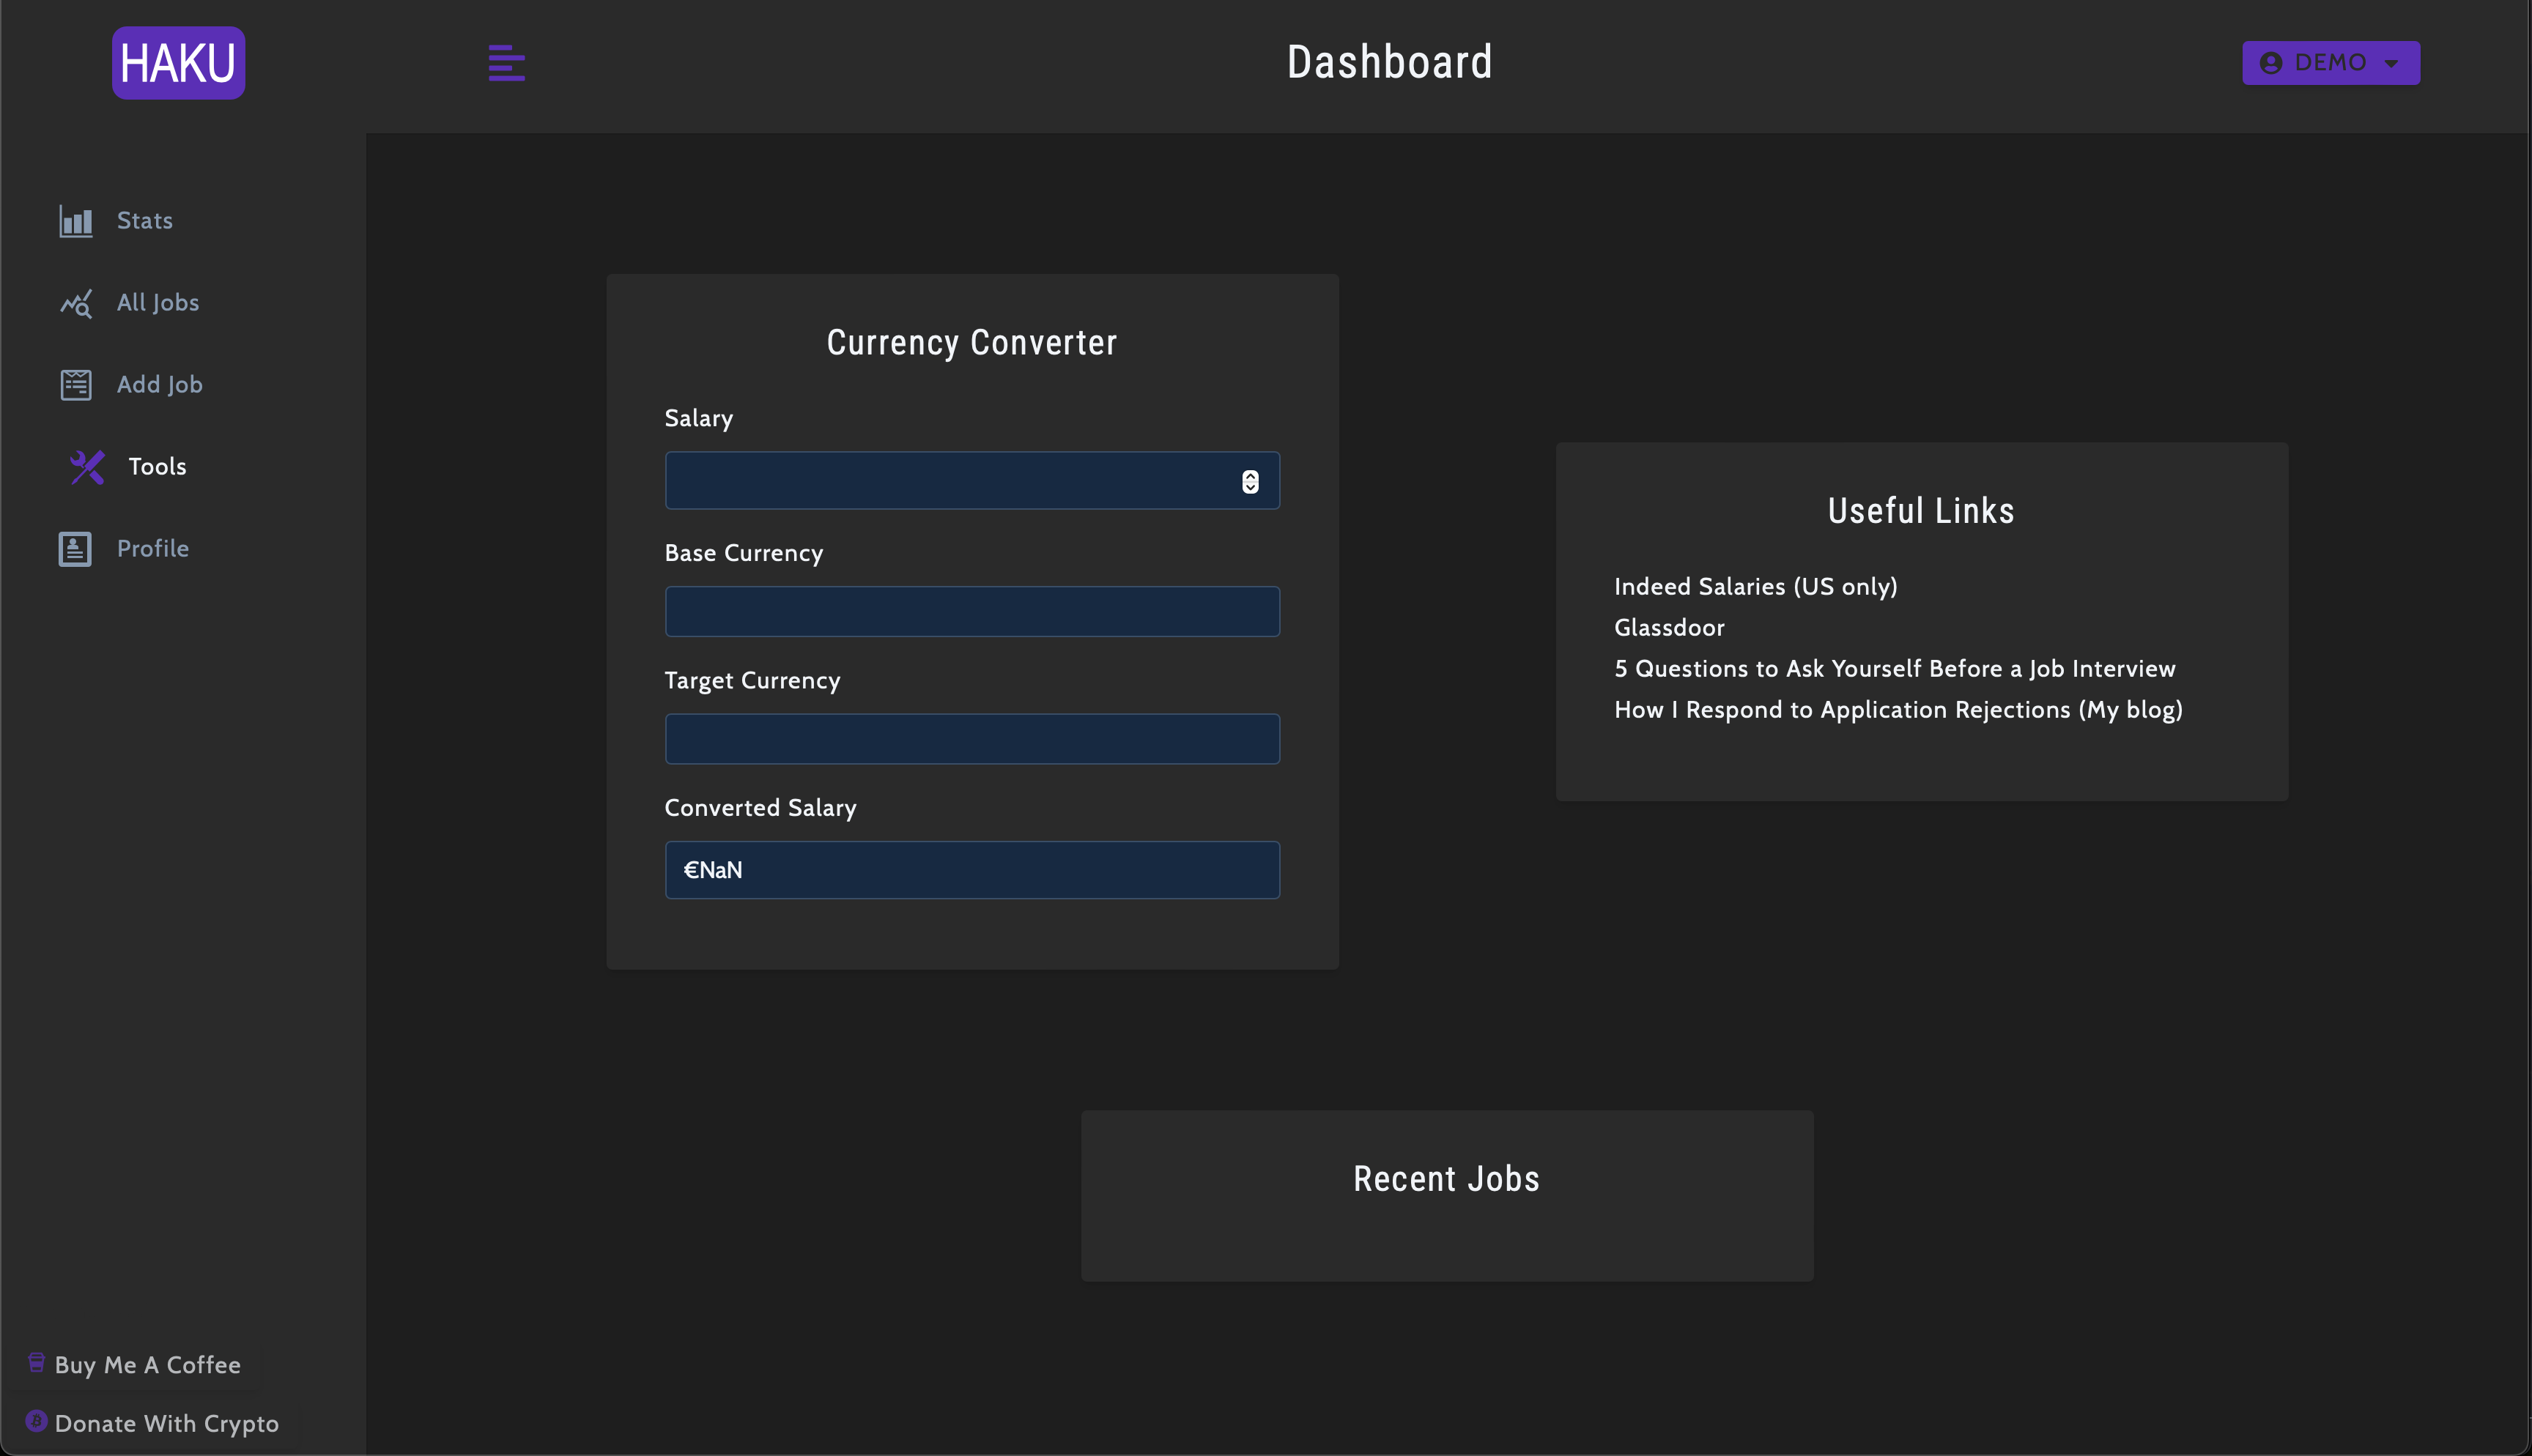 HAKU
Dashboard
DEMO
Stats
All Jobs
Add Job
Tools
Profile
Currency Converter
Salary
Base Currency
Target Currency
Converted Salary
€NaN
Useful Links
Indeed Salaries (US only)
Glassdoor
5 Questions to Ask Yourself Before a Job Interview
How I Respond to Application Rejections (My blog)
Recent Jobs
Buy Me A Coffee
Donate With Crypto